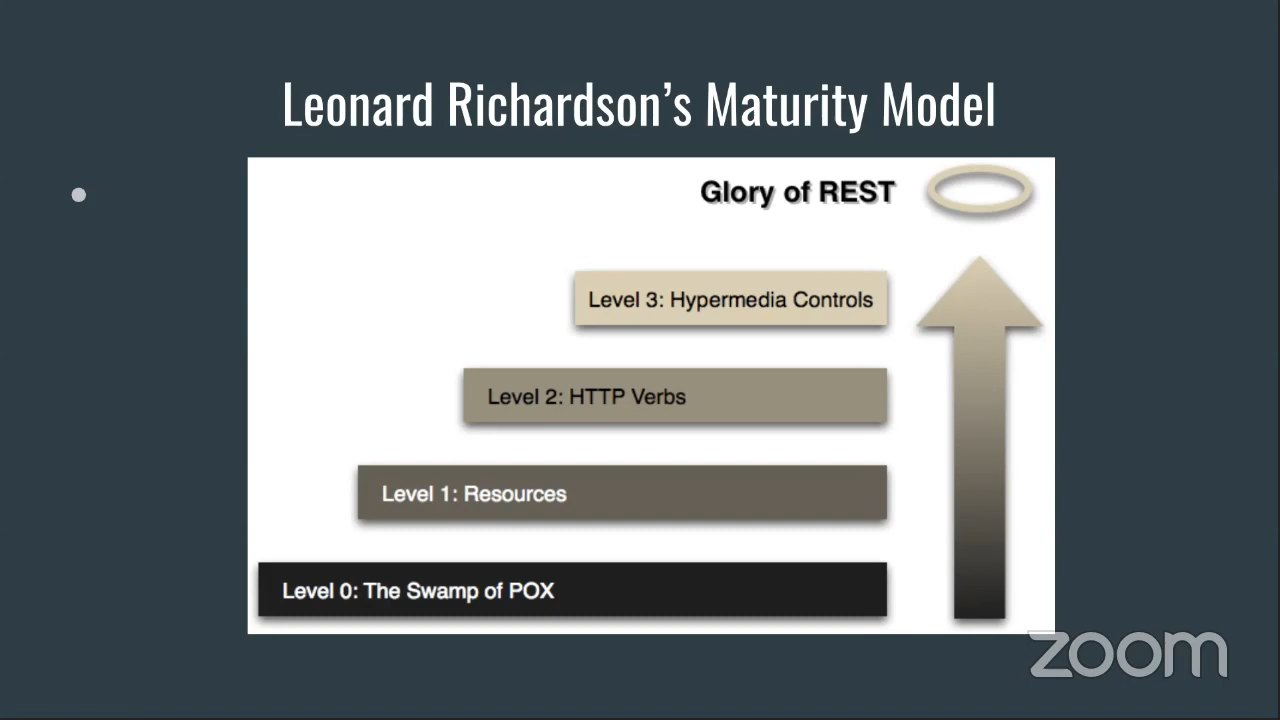 Leonard Richardson’s Maturity Model
Glory of REST
Level 3: Hypermedia Controls
Level 2: HTTP Verbs
Level 1: Resources
Level 0: The Swamp of POX
zoom